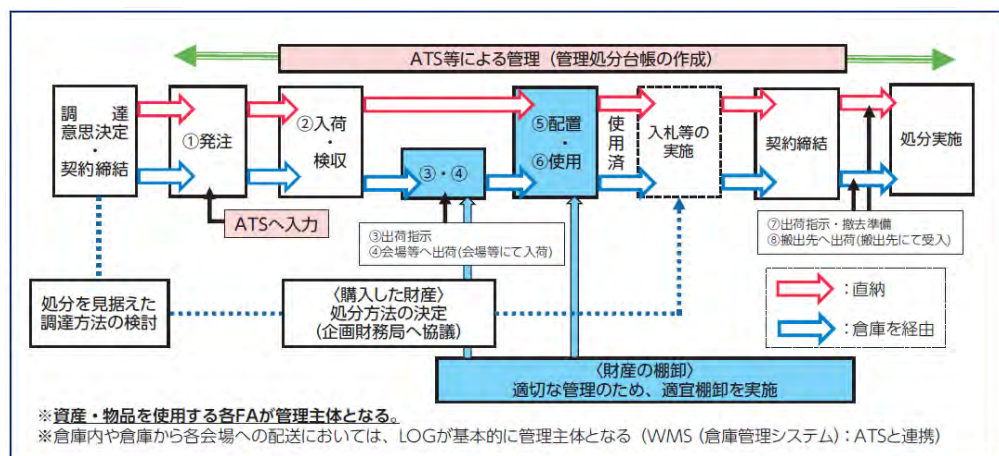 ATS等による管理（管理処分台帳の作成）
調　　達
意思決定
・
契約締結
①発注
②入荷
・
検収
③・④
⑤配置
・
⑥使用
使用済
入札等の
実施
契約締結
処分実施
ATSへ入力
③出荷指示
④会場等へ出荷(会場等にて入荷)
⑦出荷指示・撤去準備
⑧搬出先へ出荷(搬出先にて受入)
処分を見据えた
調達方法の検討
〈購入した財産〉
処分方法の決定
(企画財務局へ協議)
：直納
：倉庫を経由
〈財産の棚卸〉
適切な管理のため、適宜棚卸を実施
※資産・物品を使用する各FAが管理主体となる。
※倉庫内や倉庫から各会場への配送においては、LOGが基本的に管理主体となる（WMS（倉庫管理システム）：ATSと連携）